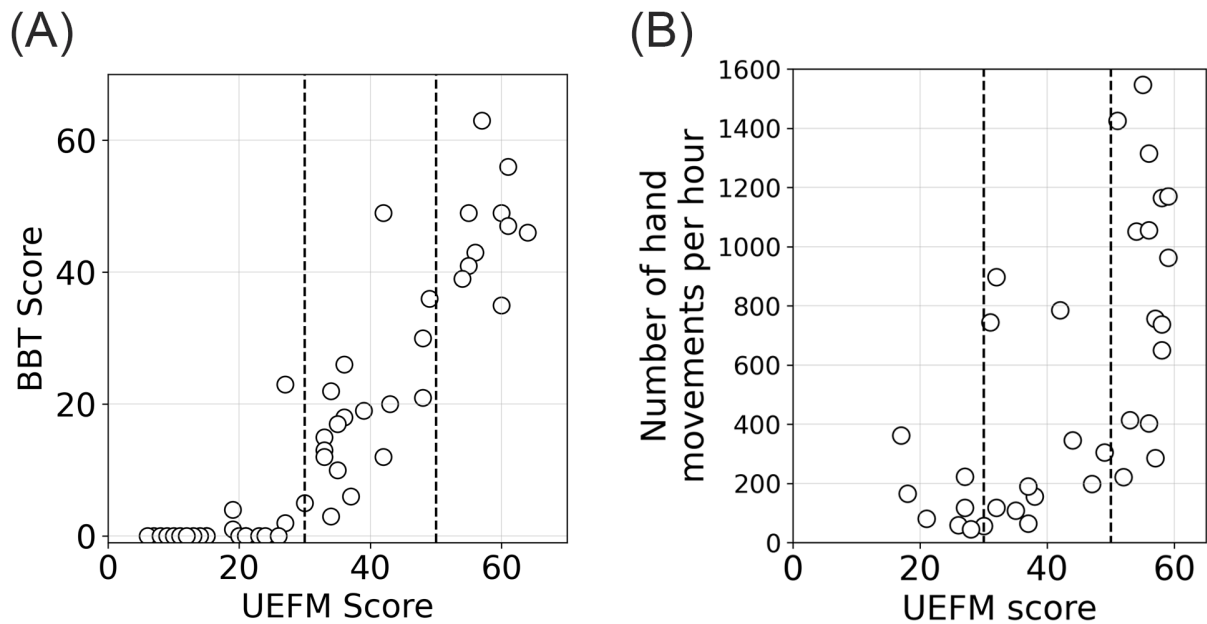 (A)
(B)
BBT Score
60
40
20
0
0 20 40 60
UEFM Score
Number of hand
movements per hour
1600
1400
1200
1000
800
600
400
200
0
0 20 40 60
UEFM score